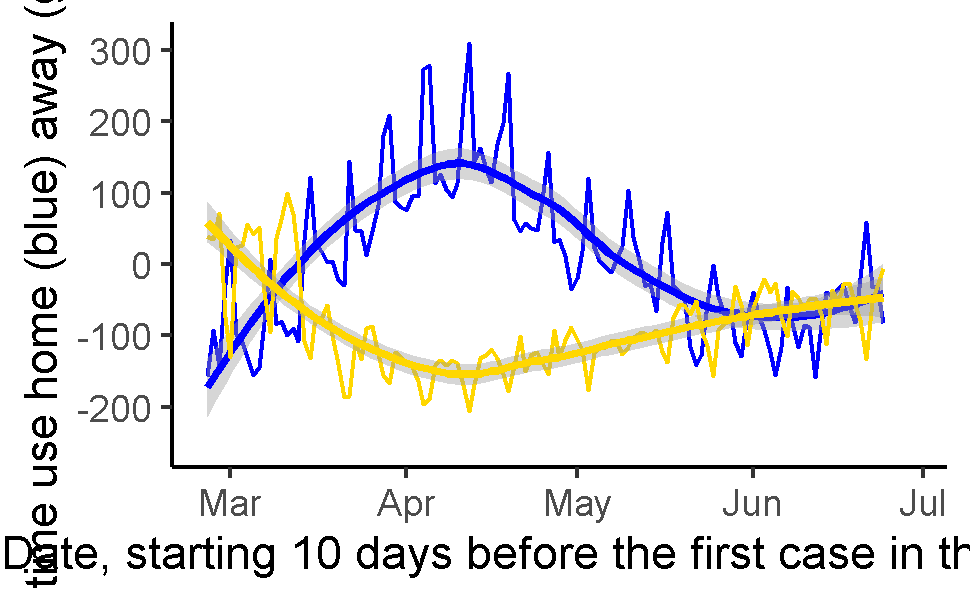 time use home (blue) away (
300
200
100
0
-100
-200
Mar Apr May Jun Jul
Date, starting 10 days before the first case in th